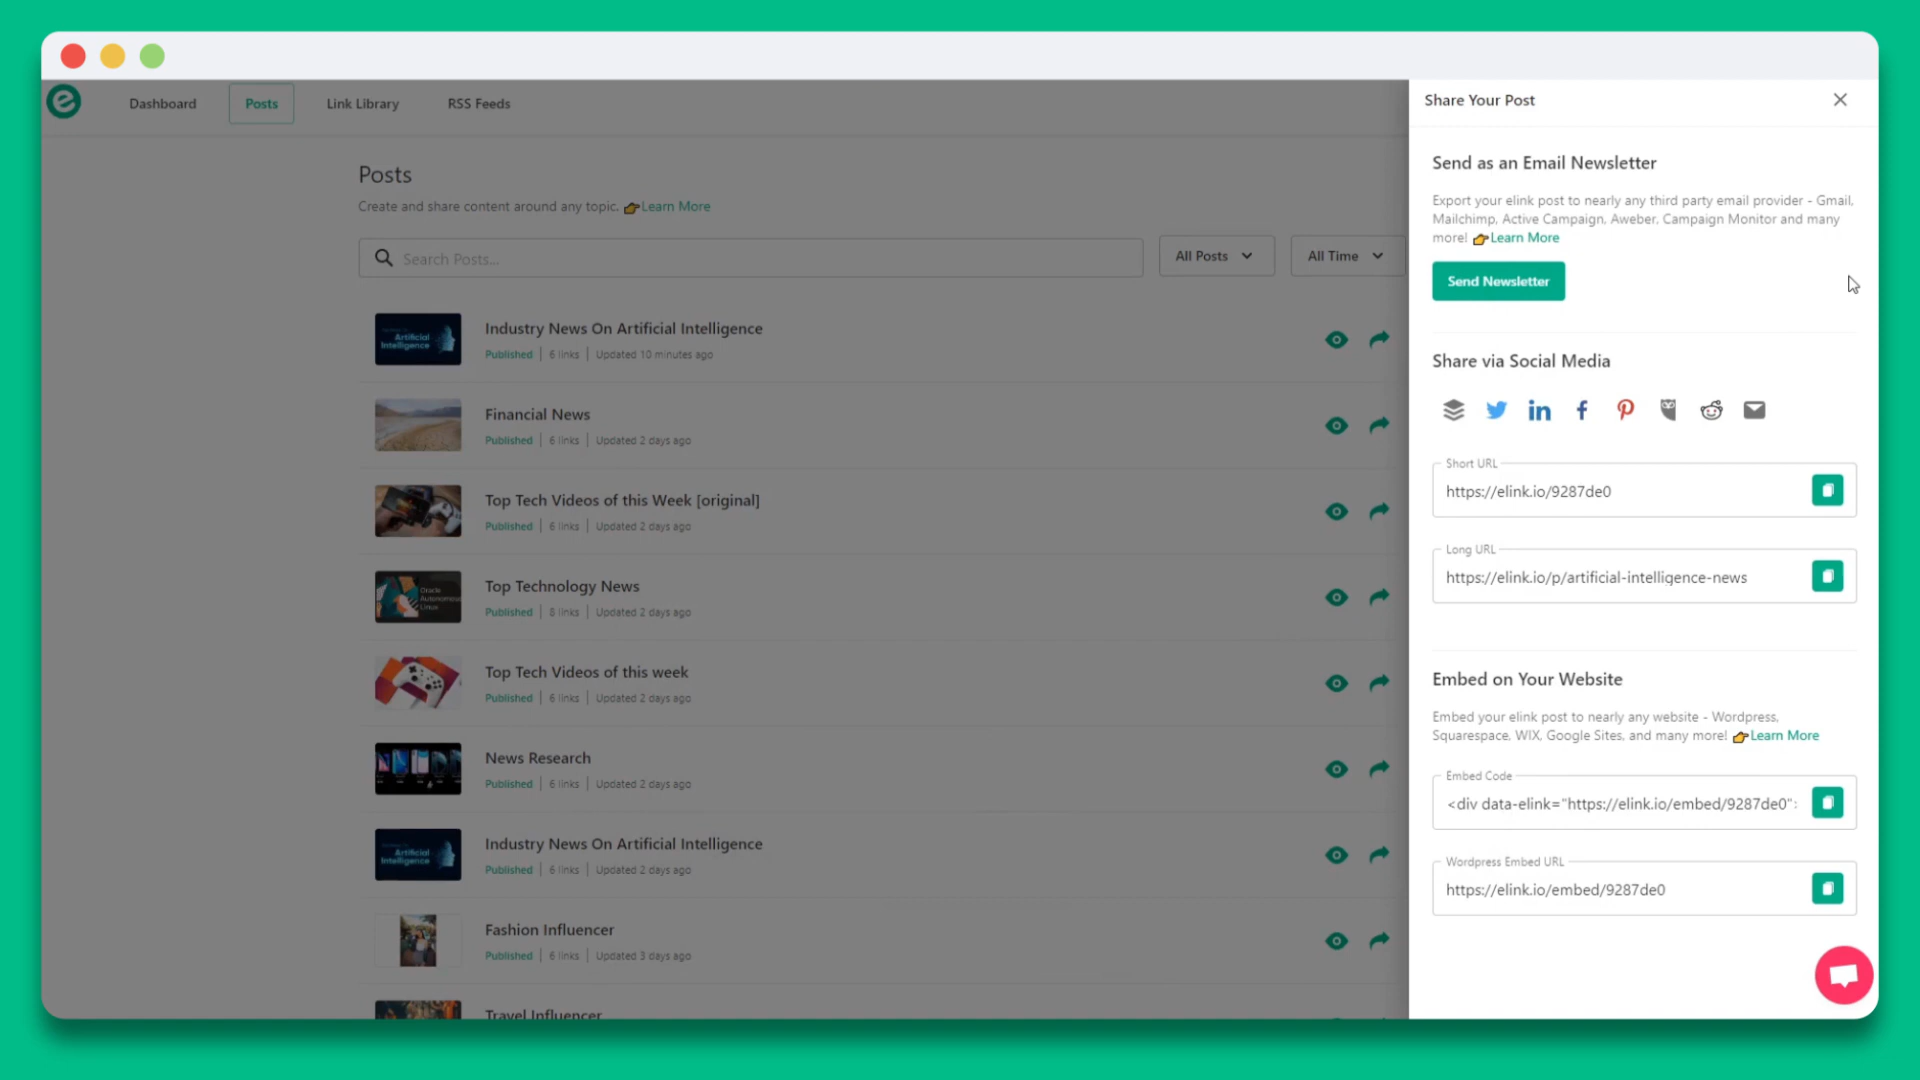 Dashboard
Posts
Link Library
RSS Feeds
Posts
Create and share content around any topic. 👉Learn More
Search Posts...
All Posts
All Time
Artificial
Intelligence
Industry News On Artificial Intelligence
Published | 6 links | Updated 10 minutes ago
Financial News
Published | 6 links | Updated 2 days ago
Top Tech Videos of this Week [original]
Published | 6 links | Updated 2 days ago
Oracle
Autonomous
Linux
Top Technology News
Published | 8 links | Updated 2 days ago
Top Tech Videos of this week
Published | 6 links | Updated 2 days ago
News Research
Published | 6 links | Updated 2 days ago
Artificial
Intelligence
Industry News On Artificial Intelligence
Published | 6 links | Updated 2 days ago
Fashion Influencer
Published | 6 links | Updated 3 days ago
Travel Influencer
Share Your Post
Send as an Email Newsletter
Export your elink post to nearly any third party email provider - Gmail,
Mailchimp, Active Campaign, Aweber, Campaign Monitor and many
more! 👉Learn More
Send Newsletter
Share via Social Media
Short URL
https://elink.io/9287de0
Long URL
https://elink.io/p/artificial-intelligence-news
Embed on Your Website
Embed your elink post to nearly any website - Wordpress,
Squarespace, WIX, Google Sites, and many more! 👉Learn More
Embed Code
<div data-elink="https://elink.io/embed/9287de0":
Wordpress Embed URL
https://elink.io/embed/9287de0